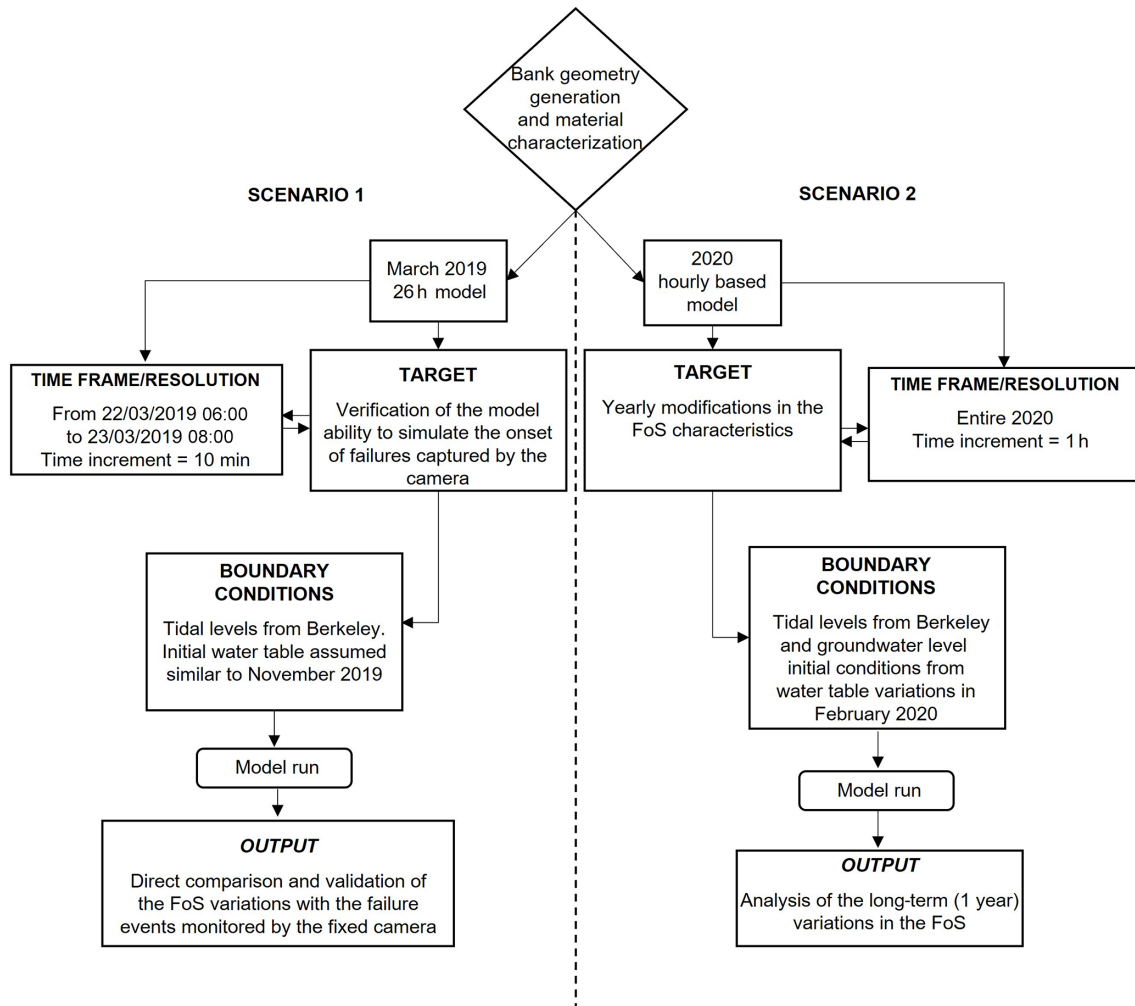 Bank geometry
generation
and material
characterization
SCENARIO 1
SCENARIO 2
March 2019
26 h model
2020
hourly based
model
TIME FRAME/RESOLUTION
From 22/03/2019 06:00
to 23/03/2019 08:00
Time increment = 10 min
TARGET
Verification of the model
ability to simulate the onset
of failures captured by the
camera
TARGET
Yearly modifications in the
FoS characteristics
TIME FRAME/RESOLUTION
Entire 2020
Time increment = 1 h
BOUNDARY
CONDITIONS
Tidal levels from Berkeley.
Initial water table assumed
similar to November 2019
BOUNDARY
CONDITIONS
Tidal levels from Berkeley
and groundwater level
initial conditions from
water table variations in
February 2020
Model run
Model run
OUTPUT
Direct comparison and validation of
the FoS variations with the failure
events monitored by the fixed camera
OUTPUT
Analysis of the long-term (1 year)
variations in the FoS